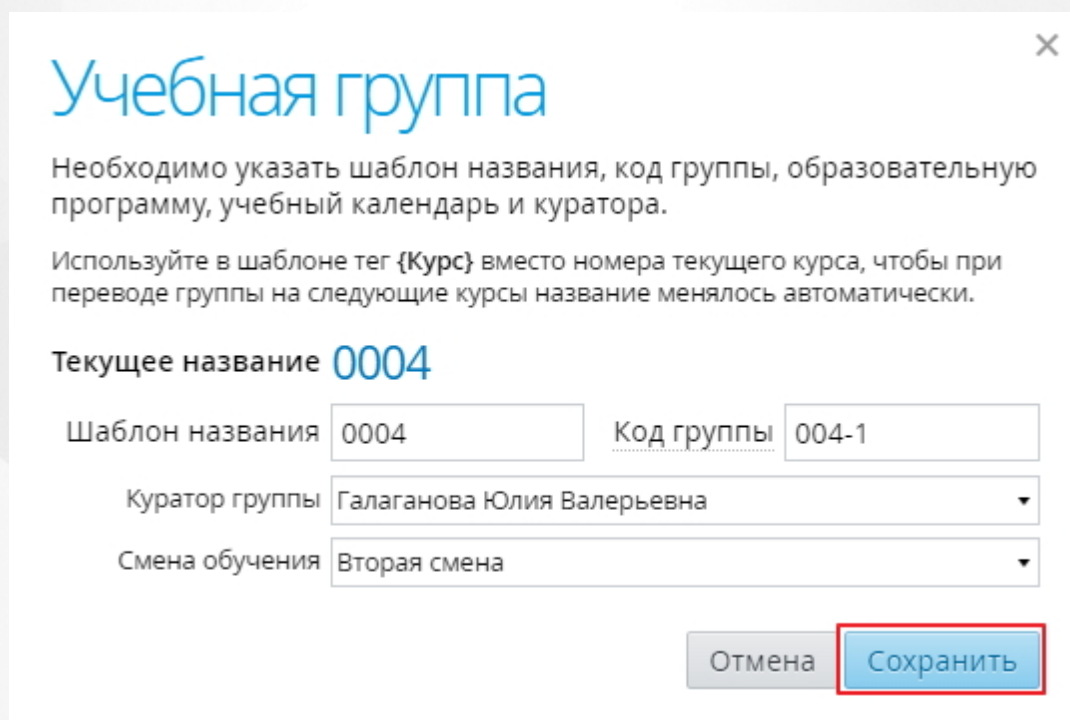 Учебная группа
Необходимо указать шаблон названия, код группы, образовательную
программу, учебный календарь и куратора.
Используйте в шаблоне тег {Курс} вместо номера текущего курса, чтобы при
переводе группы на следующие курсы название менялось автоматически.
Текущее название 0004
Шаблон названия 0004 Код группы 004-1
Куратор группы Галаганова Юлия Валерьевна
Смена обучения Вторая смена
Отмена Сохранить